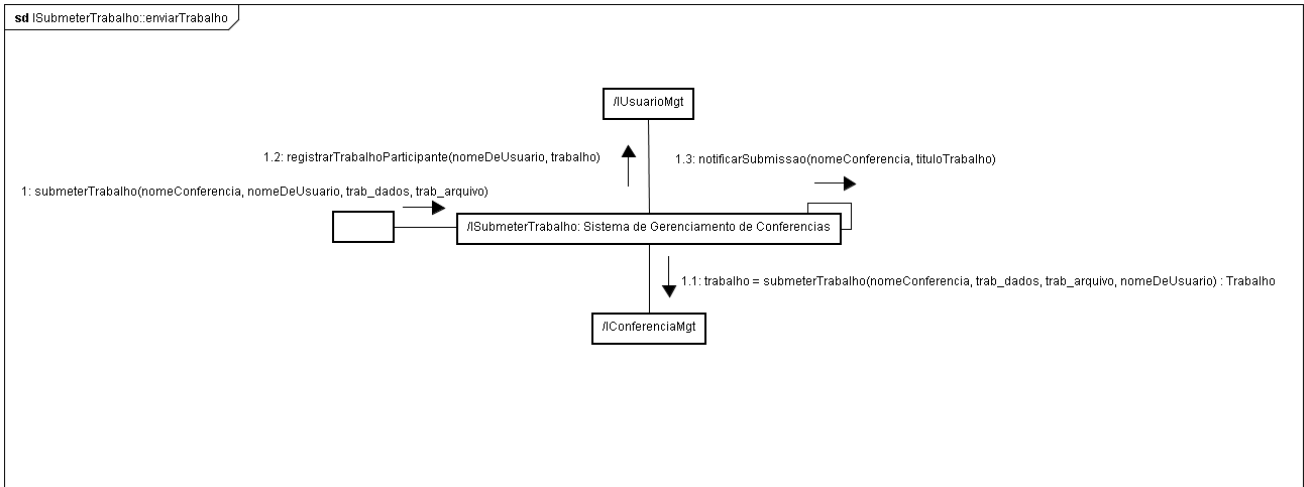 sd ISubmeterTrabalho::enviarTrabalho
/IUsuarioMgt
1.2: registrarTrabalhoParticipante(nomeDeUsuario, trabalho)
1.3: notificarSubmissao(nomeConferencia, tituloTrabalho)
1: submeterTrabalho(nomeConferencia, nomeDeUsuario, trab_dados, trab_arquivo)
/ISubmeterTrabalho: Sistema de Gerenciamento de Conferencias
1.1: trabalho = submeterTrabalho(nomeConferencia, trab_dados, trab_arquivo, nomeDeUsuario) : Trabalho
/IConferenciaMgt